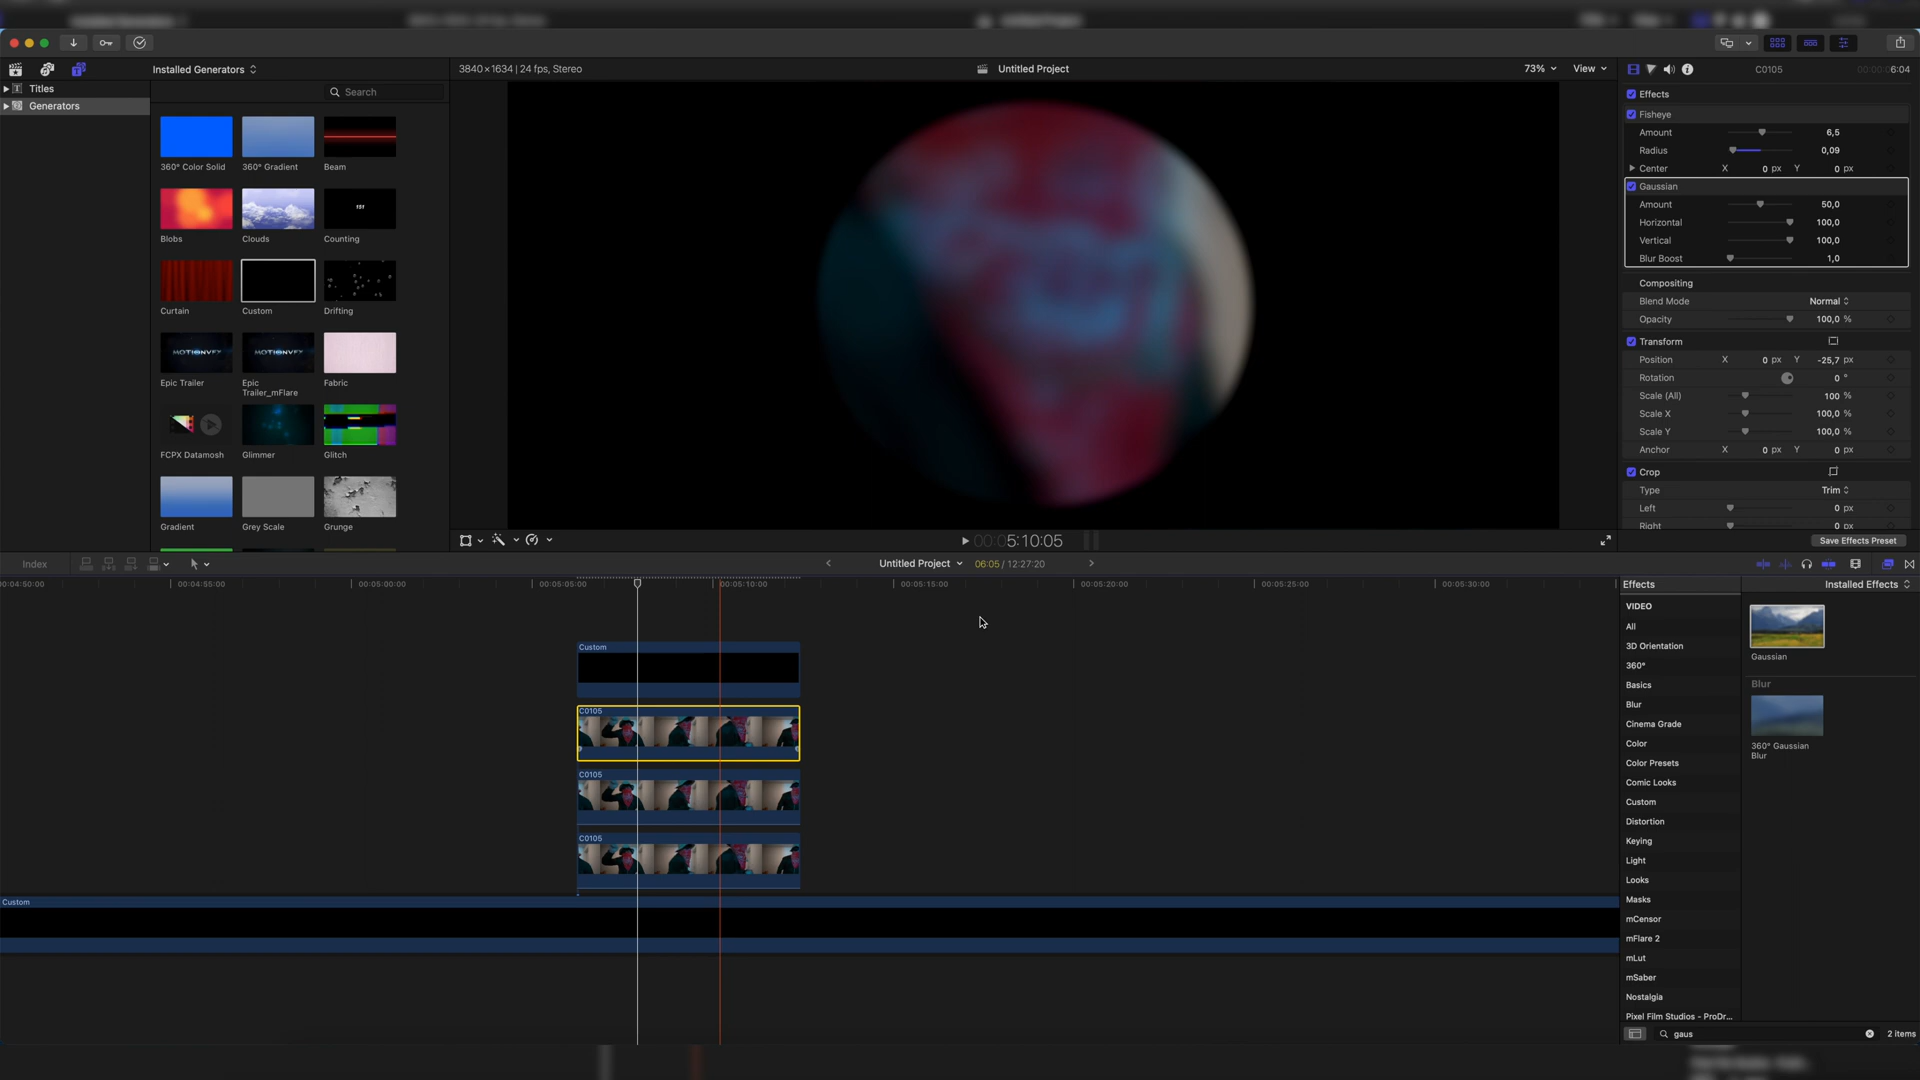 Installed Generators
3840×1634 | 24 fps, Stereo
Untitled Project
73%
View
C0105
00:00:06:04
Titles
Generators
Search
360° Color Solid
360° Gradient
Beam
Blobs
Clouds
Counting
Curtain
Custom
Drifting
MOTIONVFX
MOTIONVFX
Epic Trailer
Epic
Trailer_mFlare
Fabric
FCPX Datamosh
Glimmer
Glitch
Gradient
Grey Scale
Grunge
Effects
Fisheye
Amount 6,5
Radius 0,09
Center X 0 px Y 0 px
Gaussian
Amount 50,0
Horizontal 100,0
Vertical 100,0
Blur Boost 1,0
Compositing
Blend Mode Normal
Opacity 100,0 %
Transform
Position X 0 px Y -25,7 px
Rotation 0 °
Scale (All) 100 %
Scale X 100,0 %
Scale Y 100,0 %
Anchor X 0 px Y 0 px
Crop
Type Trim
Left 0 px
Right 0 px
Save Effects Preset
00:05:10:05
Index
Untitled Project
06:05 / 12:27:20
00:04:50:00
00:04:55:00
00:05:00:00
00:05:05:00
00:05:10:00
00:05:15:00
00:05:20:00
00:05:25:00
00:05:30:00
Custom
C0105
C0105
C0105
Custom
Effects
Installed Effects
VIDEO
All
3D Orientation
360°
Basics
Blur
Cinema Grade
Color
Color Presets
Comic Looks
Custom
Distortion
Keying
Light
Looks
Masks
mCensor
mFlare 2
mLut
mSaber
Nostalgia
Pixel Film Studios - ProDr...
Gaussian
Blur
360° Gaussian
Blur
gaus
2 items